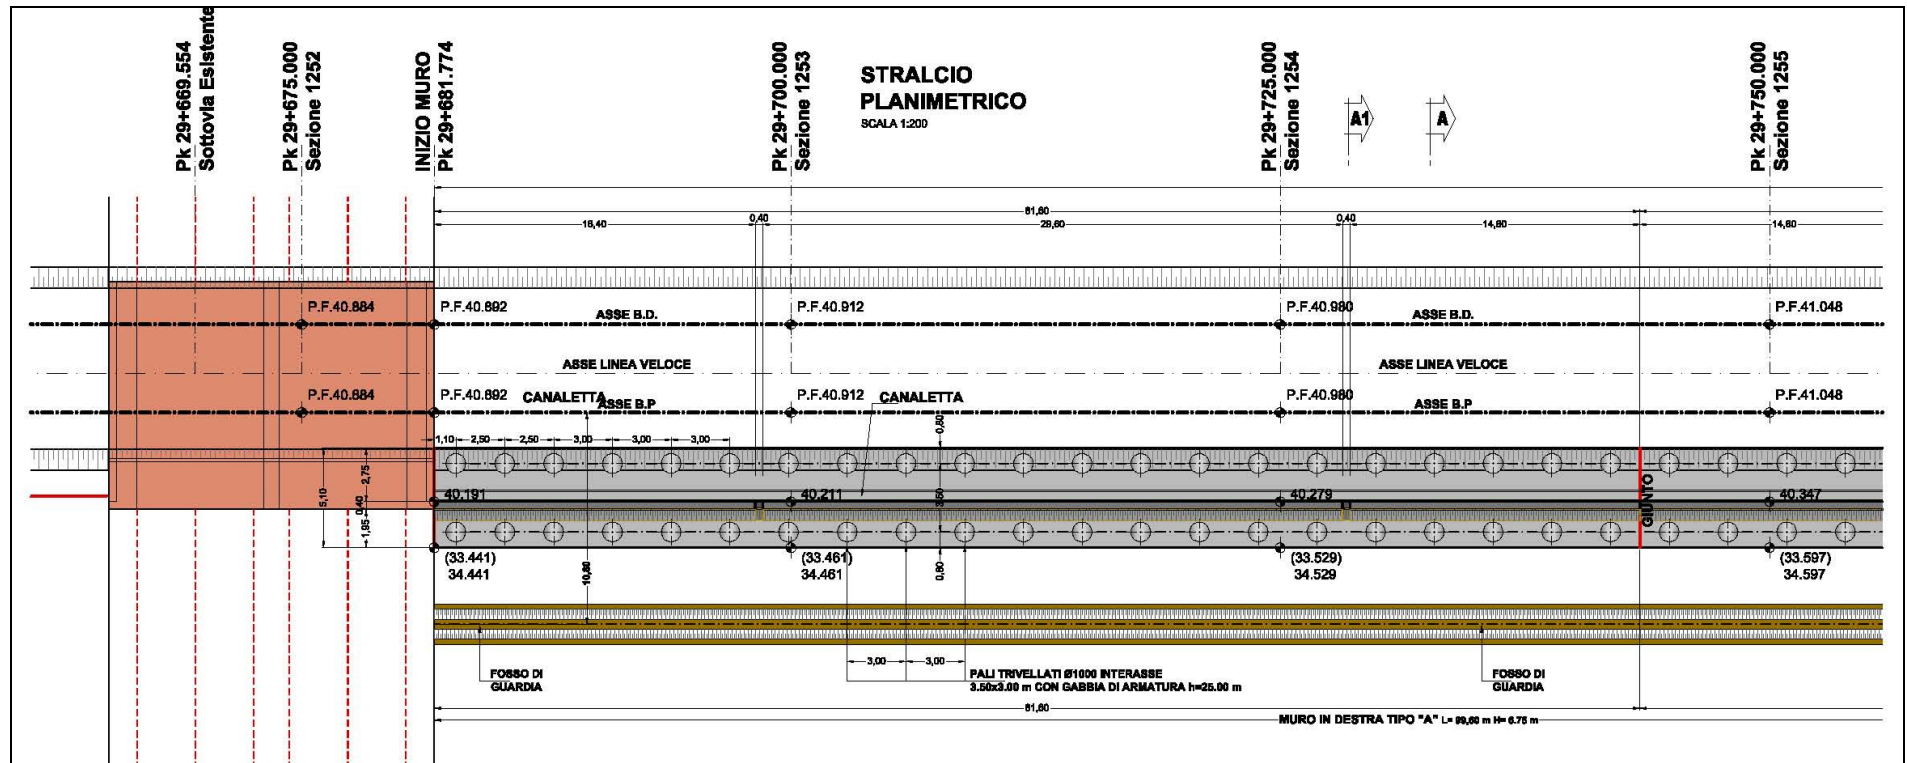 Pk 29+669.554
Sottovia Esistente
Pk 29+675.000
Sezione 1252
INIZIO MURO
Pk 29+681.774
Pk 29+700.000
Sezione 1253
STRALCIO
PLANIMETRICO
SCALA 1:200
Pk 29+725.000
Sezione 1254
A1
A
Pk 29+750.000
Sezione 1255
61,60
16,40
0,40
29,60
0,40
14,80
14,80
P.F.40.884
P.F.40.892
ASSE B.D.
P.F.40.912
P.F.40.980
ASSE B.D.
P.F.41.048
ASSE LINEA VELOCE
ASSE LINEA VELOCE
P.F.40.884
P.F.40.892
CANALETTA
ASSE B.P
P.F.40.912
CANALETTA
P.F.40.980
ASSE B.P
P.F.41.048
1,10
2,50
2,50
3,00
3,00
3,00
0,80
5,10
2,75
0,40
1,95
40.191
40.211
3,50
40.279
GIUNTO
40.347
(33.441)
34.441
10,80
(33.461)
34.461
0,80
(33.529)
34.529
(33.597)
34.597
3,00
3,00
FOSSO DI
GUARDIA
PALI TRIVELLATI Ø1000 INTERASSE
3.50x3.00 m CON GABBIA DI ARMATURA h=25.00 m
FOSSO DI
GUARDIA
61,60
MURO IN DESTRA TIPO "A" L= 99,60 m H= 6.75 m